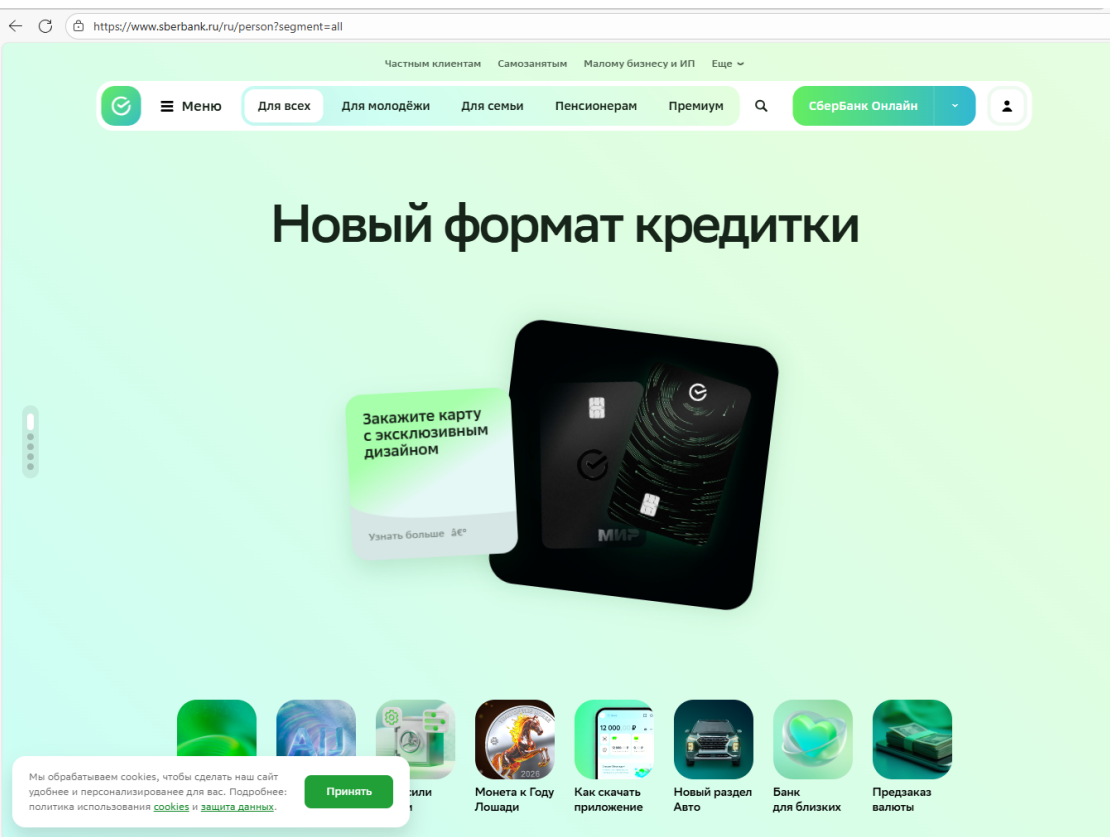 https://www.sberbank.ru/ru/person?segment=all
Частным клиентам Самозанятым Малому бизнесу и ИП Еще
Меню Для всех Для молодёжи Для семьи Пенсионерам Премиум СберБанк Онлайн
Новый формат кредитки
Закажите карту
с эксклюзивным
дизайном
Узнать больше â€º
МИР
12 000 ₽
2026
Монета к Году
Лошади
Как скачать
приложение
Новый раздел
Авто
Банк
для близких
Предзаказ
валюты
Мы обрабатываем cookies, чтобы сделать наш сайт
удобнее и персонализированнее для вас. Подробнее:
политика использования cookies и защита данных.
Принять